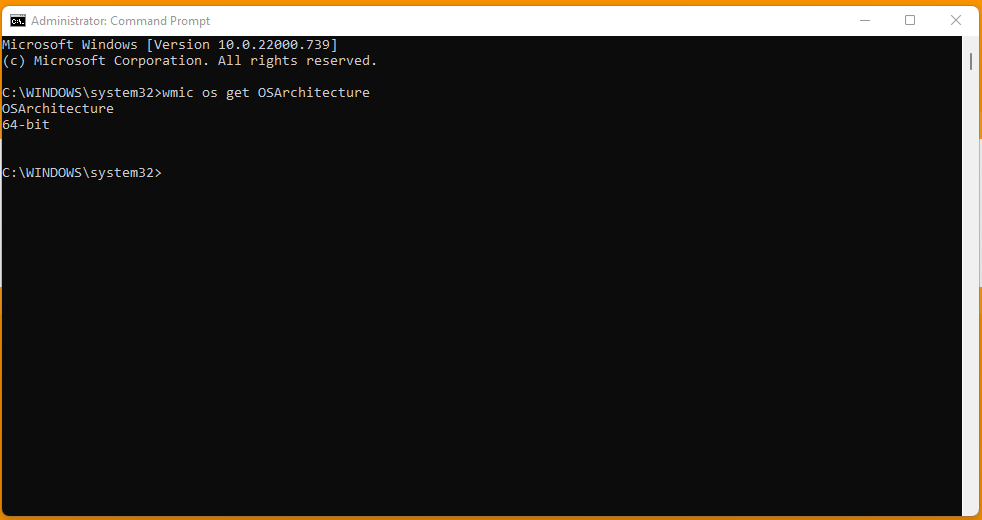 Administrator: Command Prompt
Microsoft Windows [Version 10.0.22000.739]
(c) Microsoft Corporation. All rights reserved.
C:\WINDOWS\system32>wmic os get OSArchitecture
OSArchitecture
64-bit
C:\WINDOWS\system32>